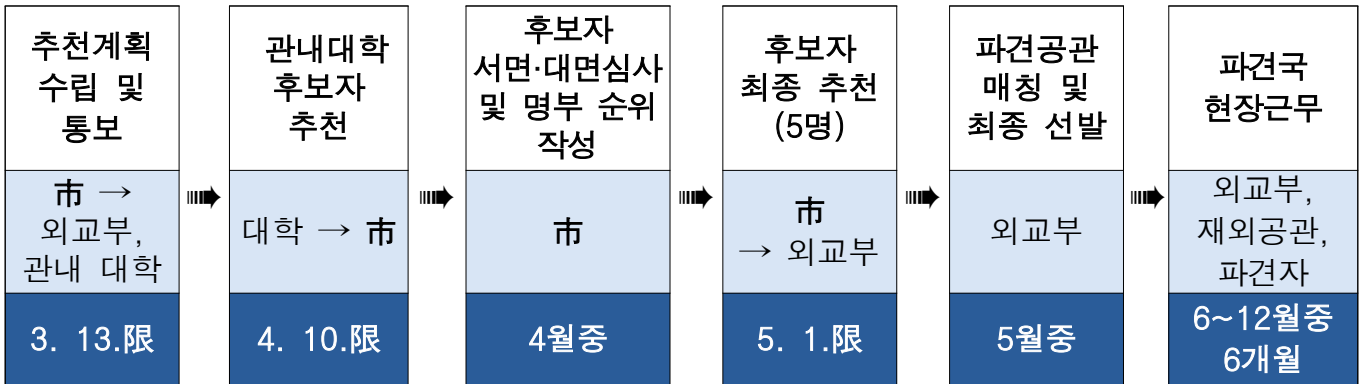 추천계획
수립 및
통보
市 →
외교부,
관내 대학
3. 13.限
관내대학
후보자
추천
대학 → 市
4. 10.限
후보자
서면·대면심사
및 명부 순위
작성
市
4월중
후보자
최종 추천
(5명)
市
→ 외교부
5. 1.限
파견공관
매칭 및
최종 선발
외교부
5월중
파견국
현장근무
외교부,
재외공관,
파견자
6~12월중
6개월